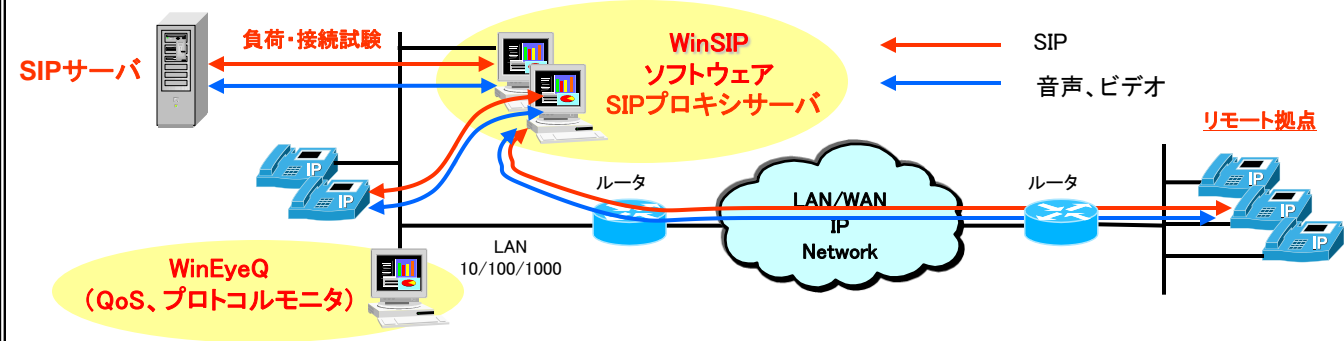 負荷・接続試験
SIPサーバ
WinSIP
ソフトウェア
SIPプロキシサーバ
SIP
音声、ビデオ
リモート拠点
IP
IP
ルータ
LAN/WAN
IP
Network
ルータ
IP
IP
IP
LAN
10/100/1000
WinEyeQ
（QoS、プロトコルモニタ）